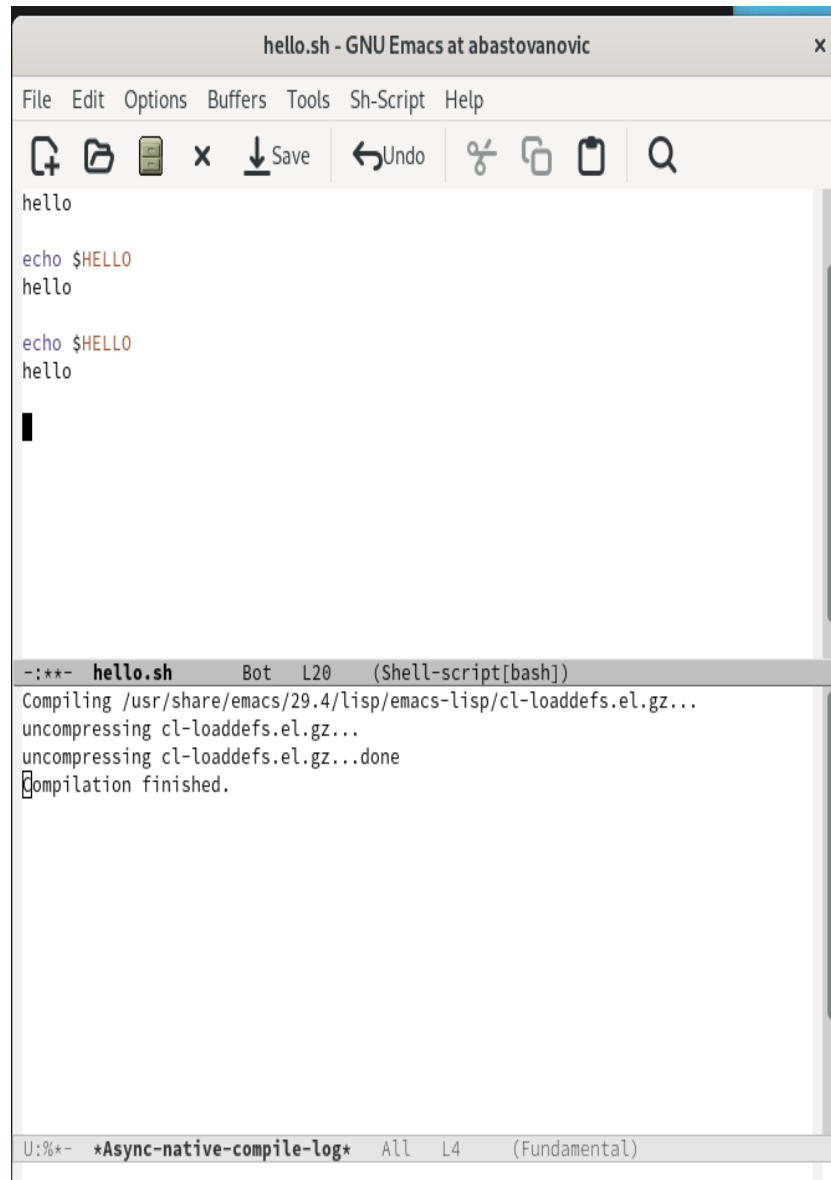 hello.sh - GNU Emacs at abastovanovic
File Edit Options Buffers Tools Sh-Script Help
Save Undo
hello
echo $HELLO
hello
echo $HELLO
hello
-:**- hello.sh Bot L20 (Shell-script[bash])
Compiling /usr/share/emacs/29.4/lisp/emacs-lisp/cl-loaddefs.el.gz...
uncompressing cl-loaddefs.el.gz...
uncompressing cl-loaddefs.el.gz...done
Compilation finished.
U:%*- *Async-native-compile-log* All L4 (Fundamental)